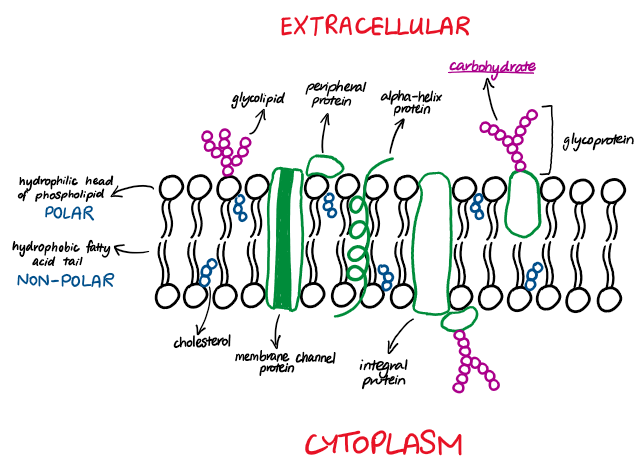 EXTRACELLULAR
carbohydrate
peripheral
protein
alpha-helix
protein
glycolipid
glycoprotein
hydrophilic head
of phospholipid
POLAR
hydrophobic fatty
acid tail
NON-POLAR
cholesterol
membrane channel
protein
integral
protein
CYTOPLASM